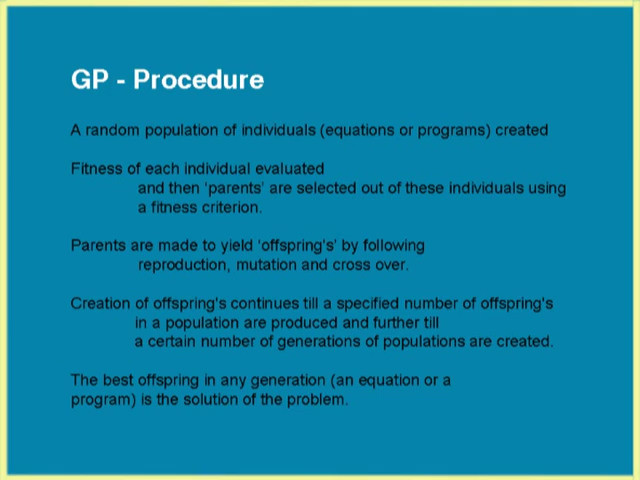 GP - Procedure
A random population of individuals (equations or programs) created
Fitness of each individual evaluated
and then 'parents' are selected out of these individuals using
a fitness criterion.
Parents are made to yield 'offspring's' by following
reproduction, mutation and cross over.
Creation of offspring's continues till a specified number of offspring's
in a population are produced and further till
a certain number of generations of populations are created.
The best offspring in any generation (an equation or a
program) is the solution of the problem.